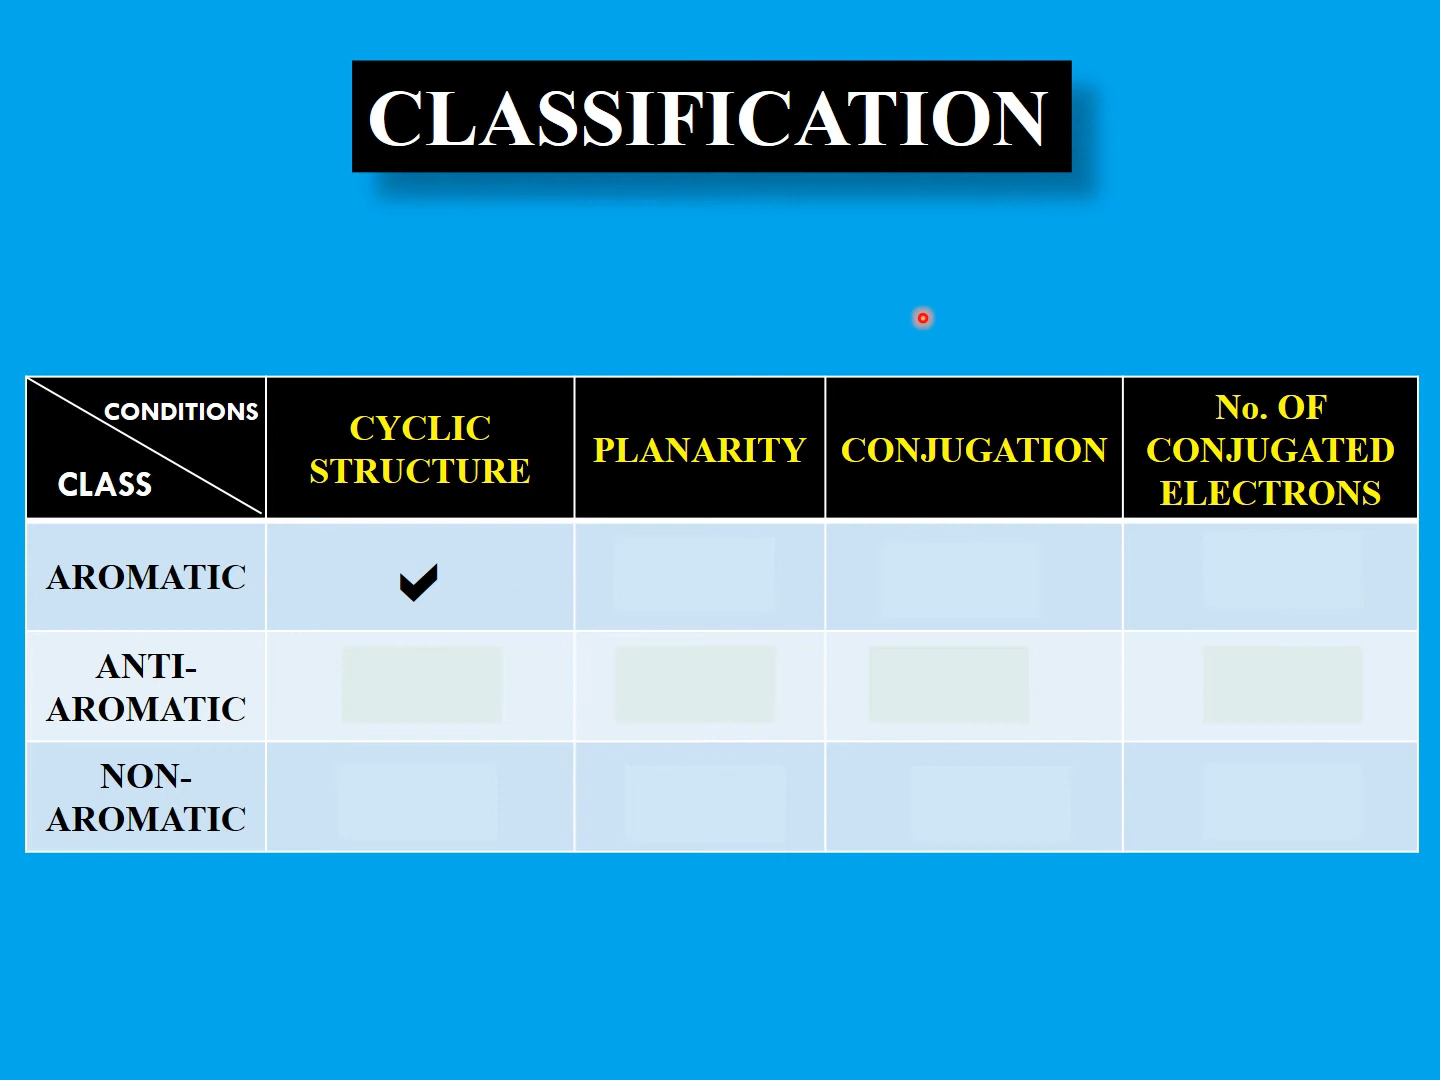 CLASSIFICATION
CONDITIONS
CLASS
CYCLIC
STRUCTURE
PLANARITY
CONJUGATION
No. OF
CONJUGATED
ELECTRONS
AROMATIC
✔
ANTI-
AROMATIC
NON-
AROMATIC